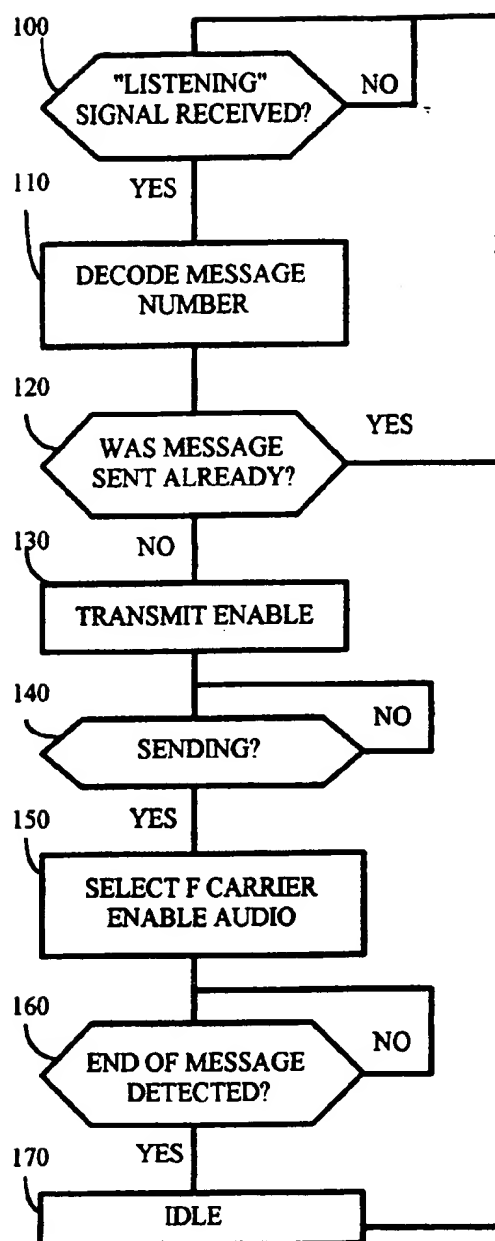 100
"LISTENING"
SIGNAL RECEIVED?
NO
YES
110
DECODE MESSAGE
NUMBER
120
WAS MESSAGE
SENT ALREADY?
YES
NO
130
TRANSMIT ENABLE
140
SENDING?
NO
YES
150
SELECT F CARRIER
ENABLE AUDIO
160
END OF MESSAGE
DETECTED?
NO
YES
170
IDLE